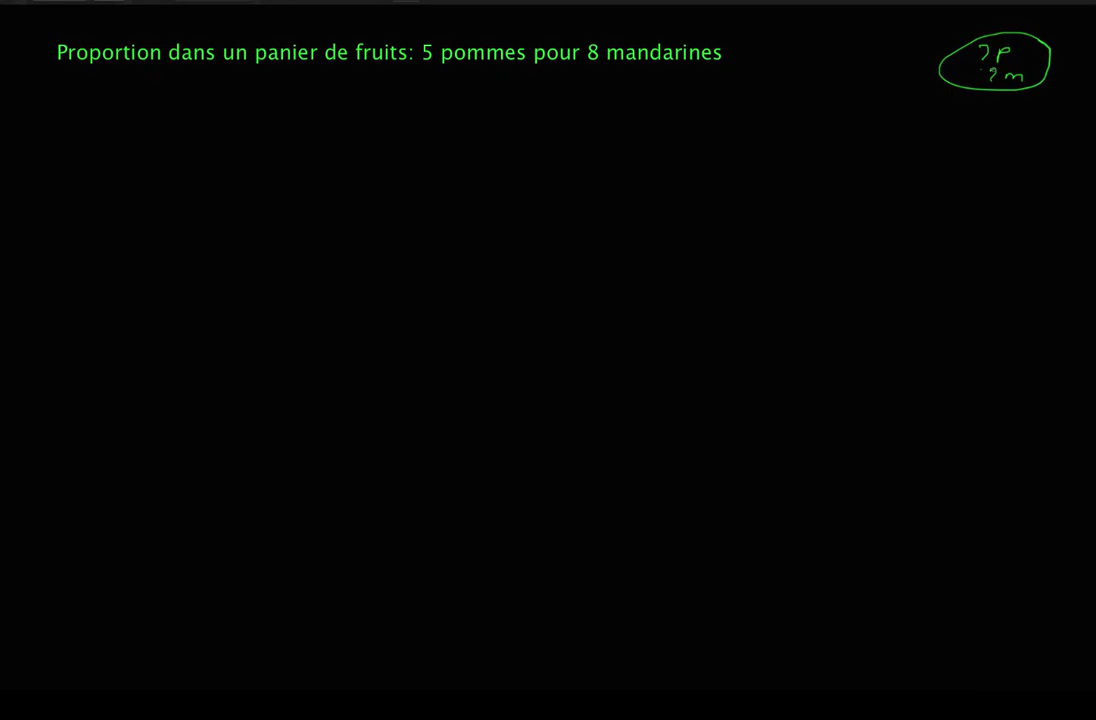 Proportion dans un panier de fruits: 5 pommes pour 8 mandarines
? p
? m